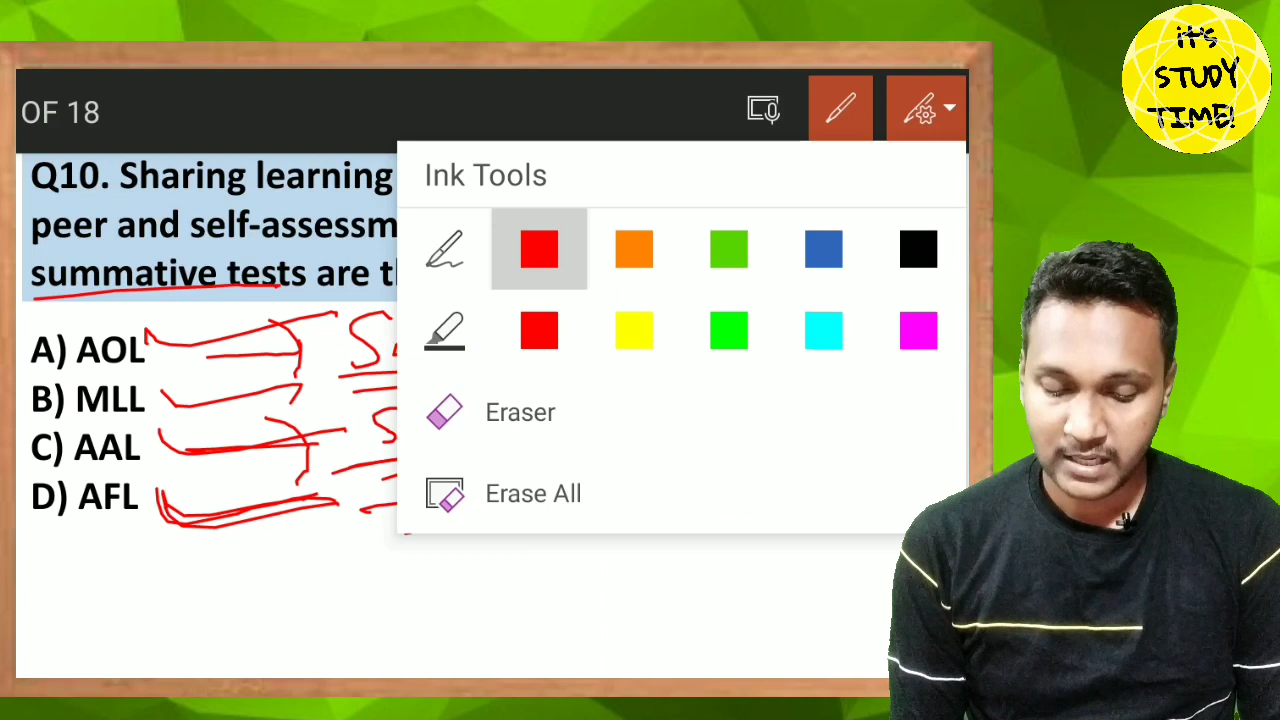 it's
STUDY
TIME!
OF 18
Ink Tools
Q10. Sharing learning
peer and self-assessm
summative tests are t
A) AOL
B) MLL
C) AAL
D) AFL
Eraser
Erase All